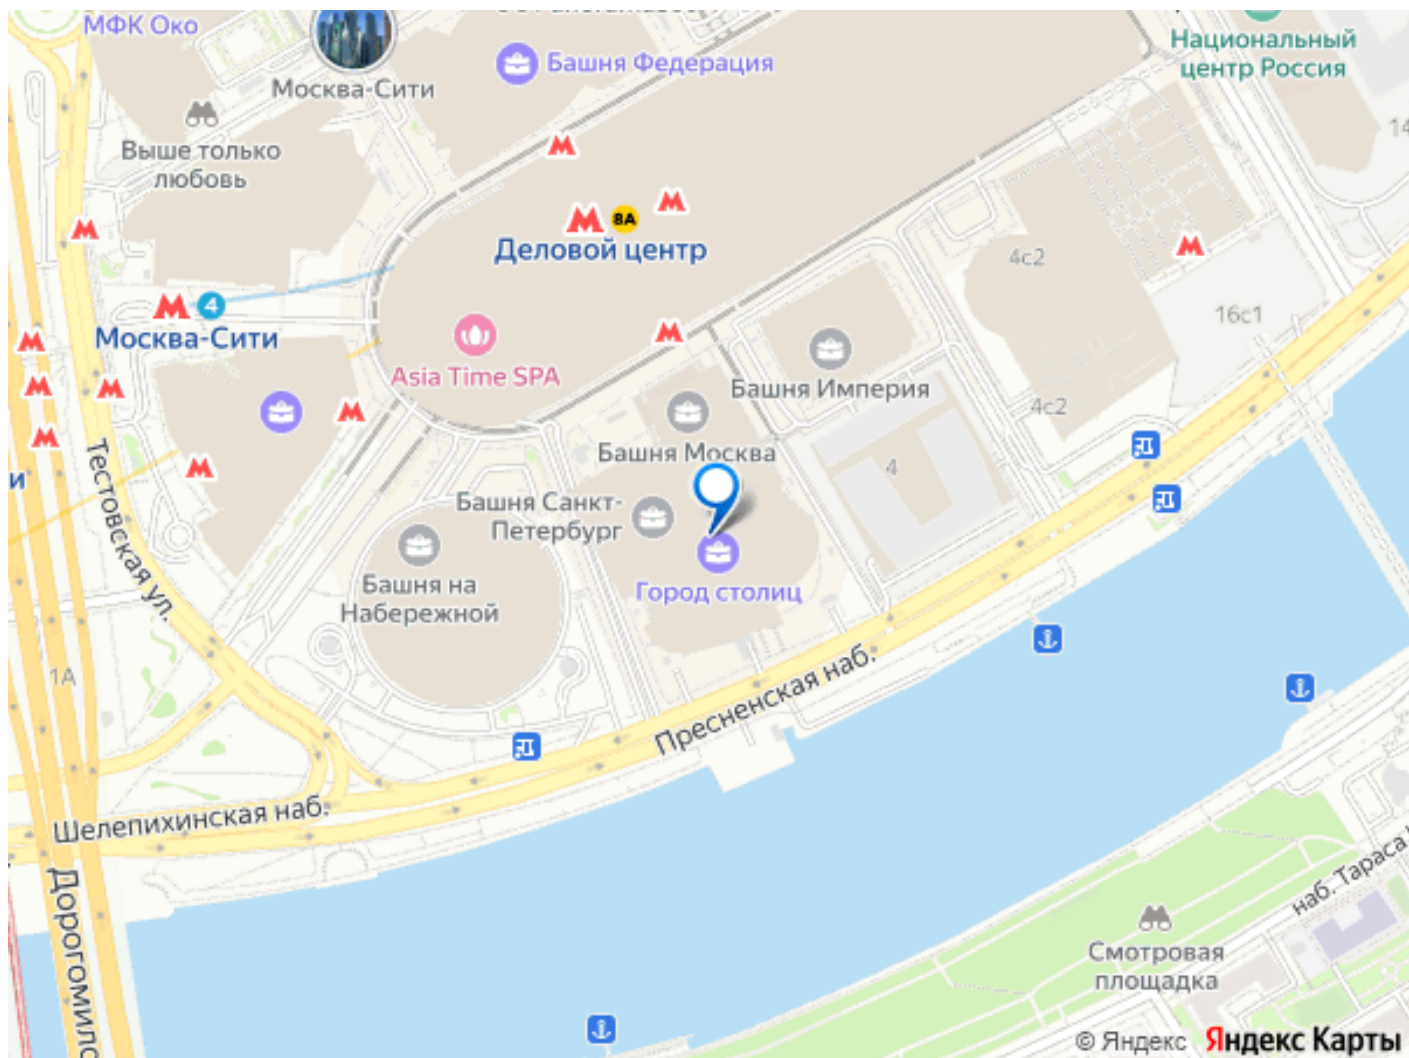 МФК Око
Башня Федерация
Национальный
центр Россия
Москва-Сити
14
Выше только
любовь
8А
Деловой центр
4с2
4
Москва-Сити
16с1
Asia Time SPA
Башня Империя
4с2
Башня Москва
4
и
Тестовская ул.
Башня Санкт-
Петербург
Башня на
Набережной
Город столиц
1А
Пресненская наб.
Шелепихинская наб.
Дорогомило
наб. Тараса
Смотровая
площадка
© Яндекс Яндекс Карты